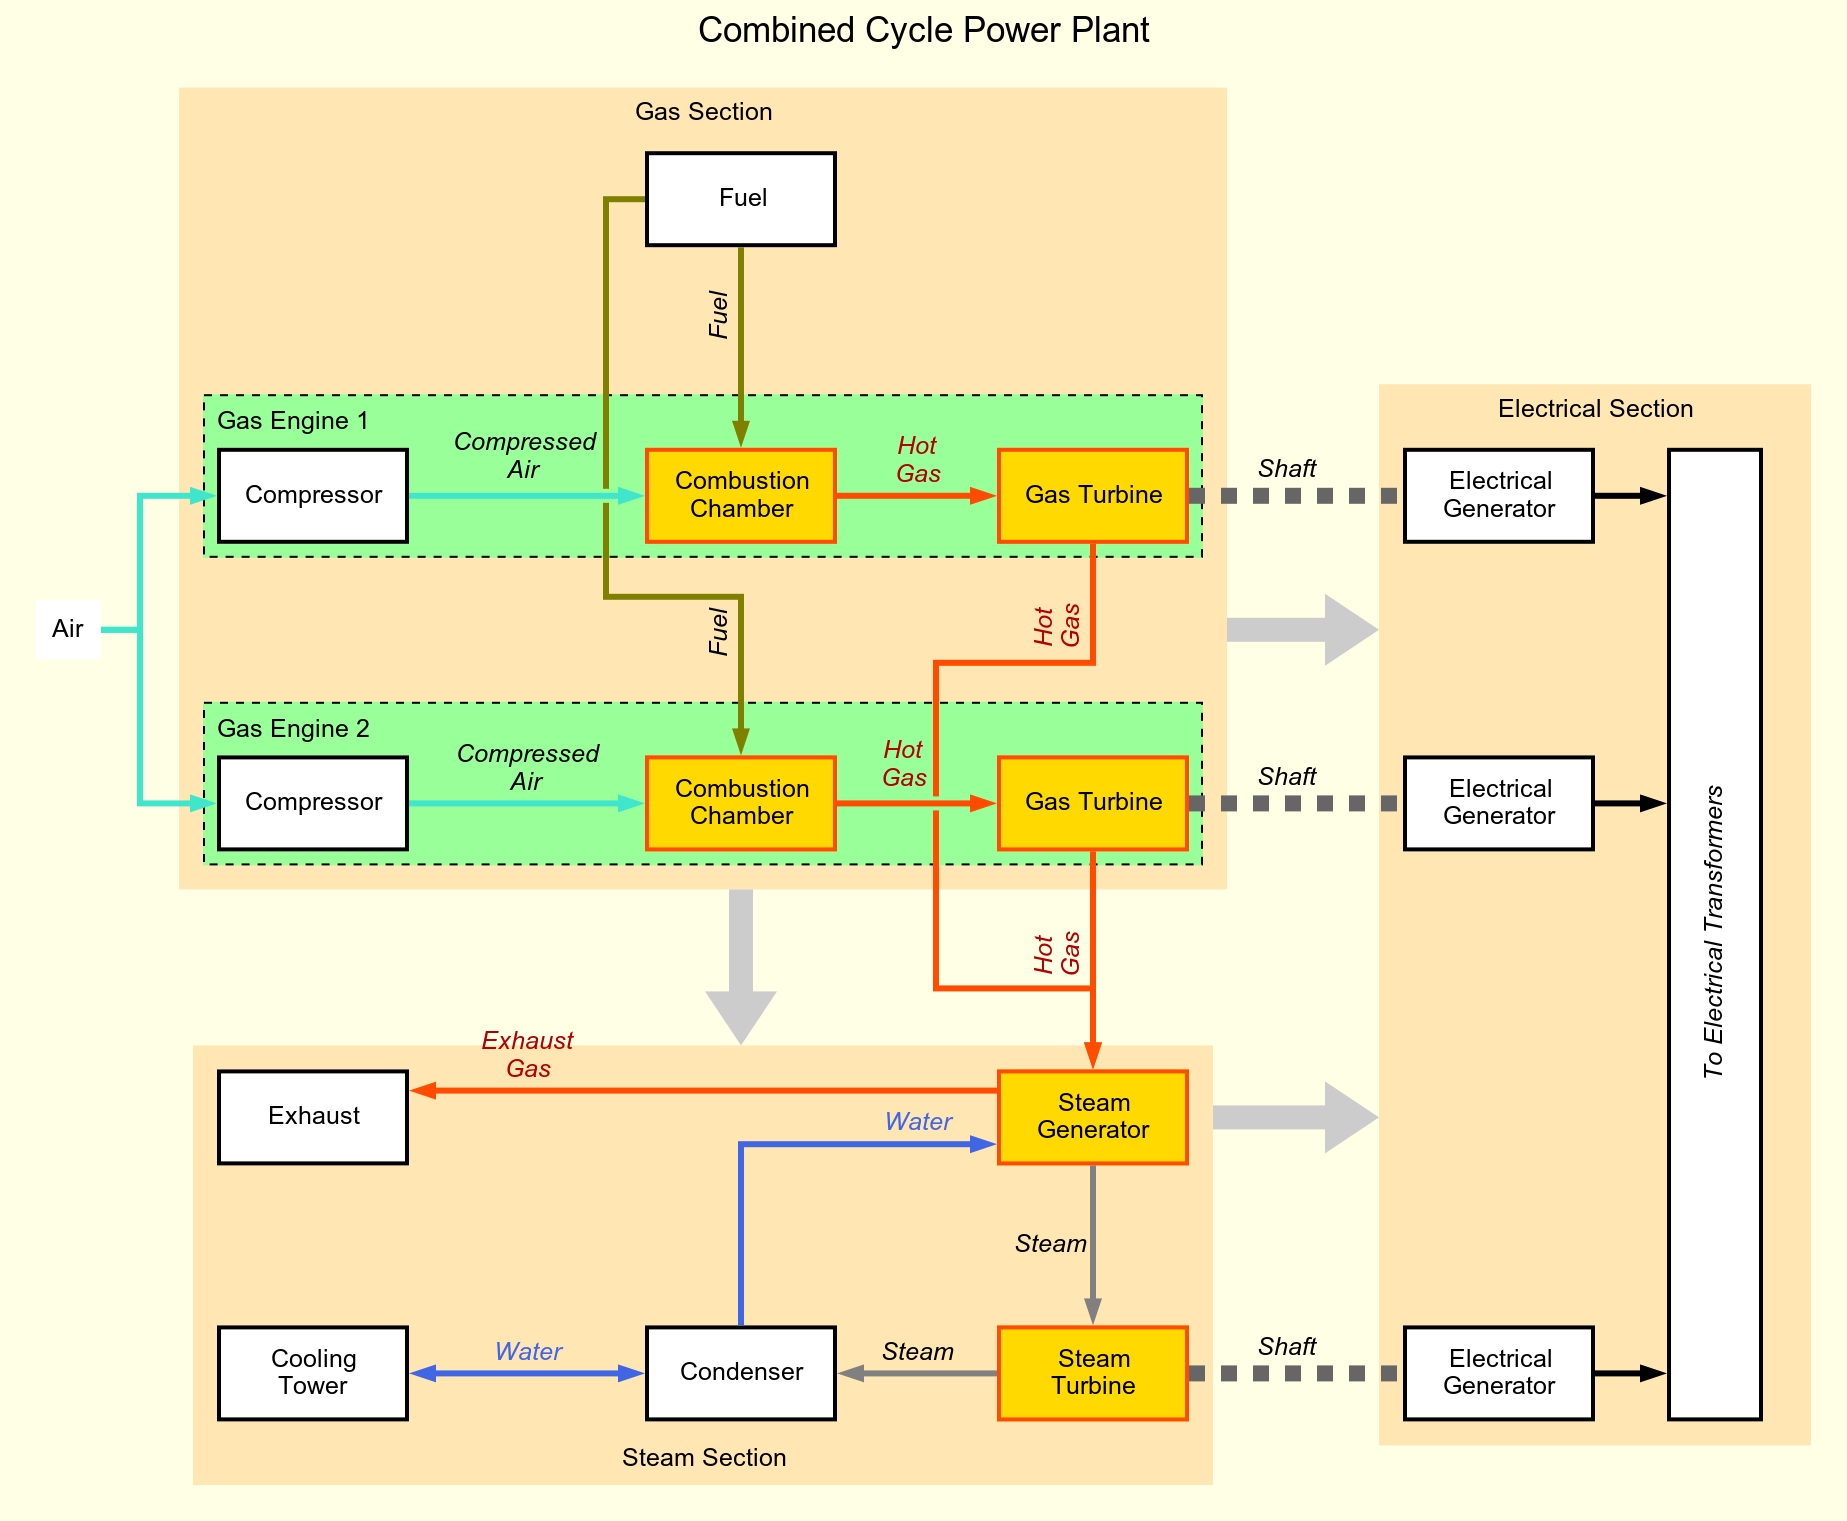 Combined Cycle Power Plant
Gas Section
Fuel
Fuel
Gas Engine 1
Compressor
Compressed
Air
Combustion
Chamber
Hot
Gas
Gas Turbine
Shaft
Electrical Section
Electrical
Generator
Air
Fuel
Hot
Gas
Gas Engine 2
Compressor
Compressed
Air
Combustion
Chamber
Hot
Gas
Gas Turbine
Shaft
Electrical
Generator
To Electrical Transformers
Hot
Gas
Exhaust
Gas
Exhaust
Water
Steam
Generator
Steam
Cooling
Tower
Water
Condenser
Steam
Steam
Turbine
Shaft
Electrical
Generator
Steam Section